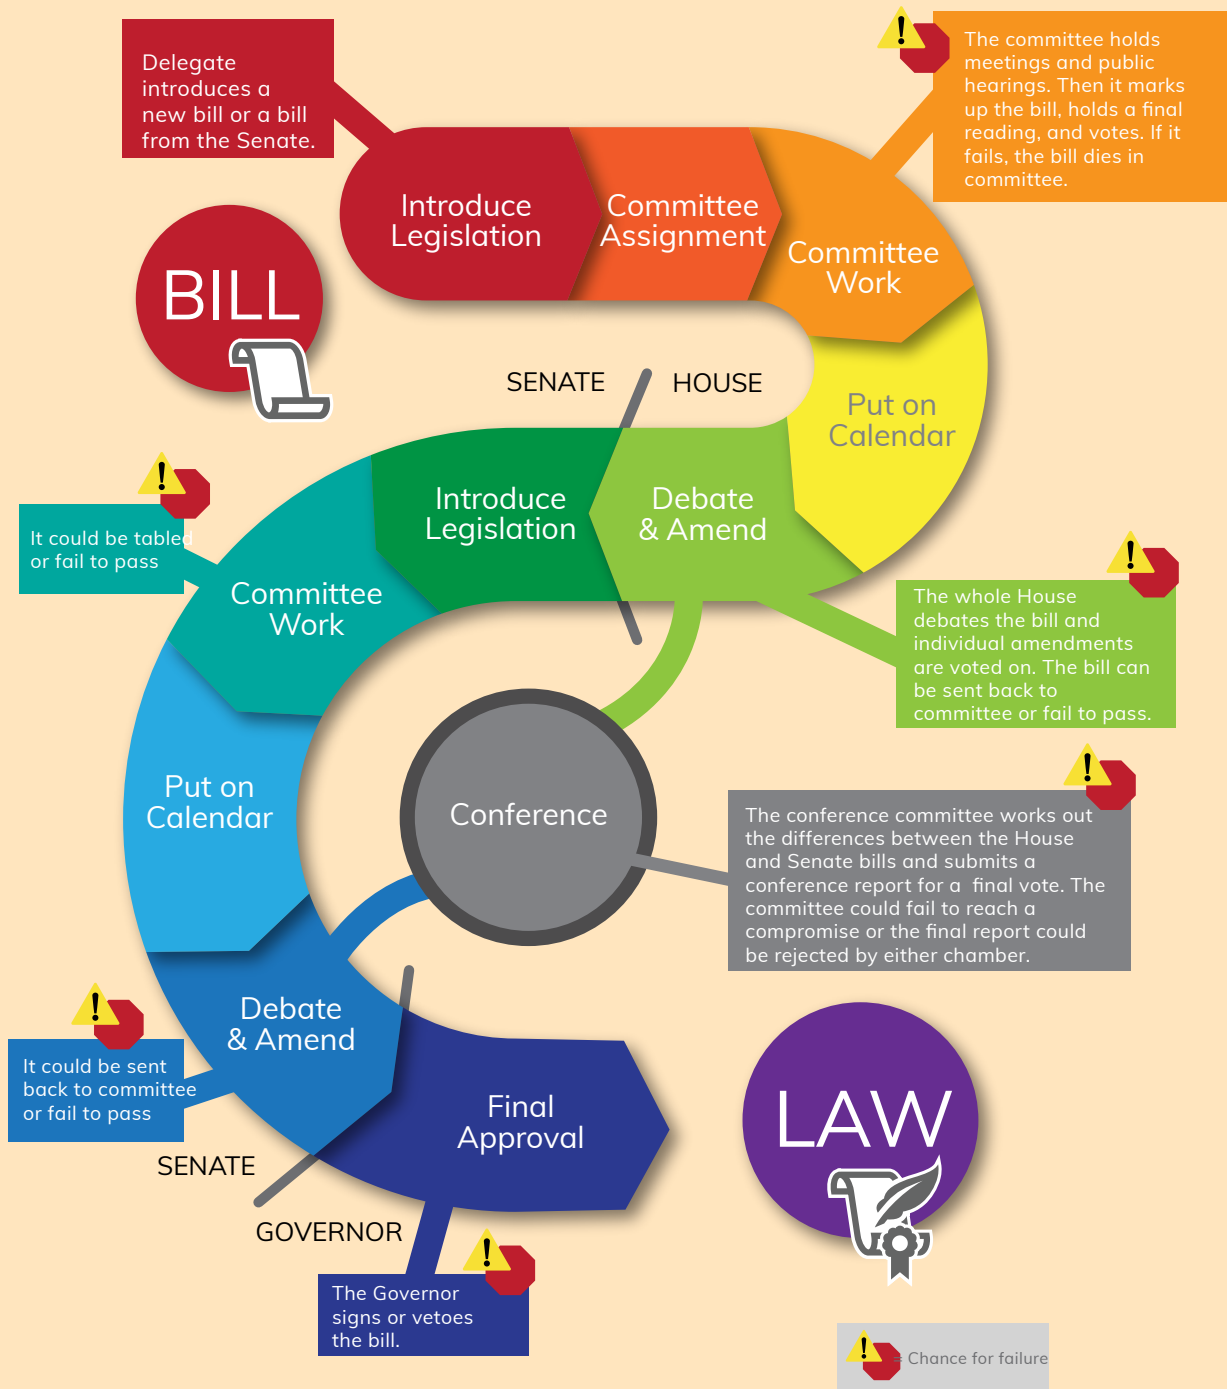 Delegate
introduces a
new bill or a bill
from the Senate.
The committee holds
meetings and public
hearings. Then it marks
up the bill, holds a final
reading, and votes. If it
fails, the bill dies in
committee.
Introduce
Legislation
Committee
Assignment
Committee
Work
BILL
SENATE
HOUSE
Put on
Calendar
Introduce
Legislation
Debate
& Amend
It could be tabled
or fail to pass
Committee
Work
The whole House
debates the bill and
individual amendments
are voted on. The bill can
be sent back to
committee or fail to pass.
Put on
Calendar
Conference
The conference committee works out
the differences between the House
and Senate bills and submits a
conference report for a final vote. The
committee could fail to reach a
compromise or the final report could
be rejected by either chamber.
Debate
& Amend
It could be sent
back to committee
or fail to pass
Final
Approval
LAW
SENATE
GOVERNOR
The Governor
signs or vetoes
the bill.
= Chance for failure